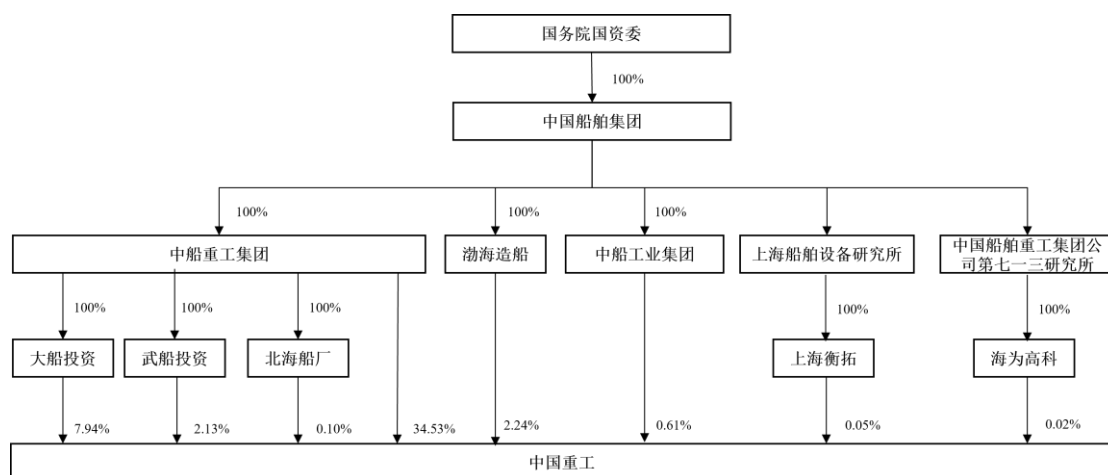 国务院国资委
100%
中国船舶集团
100%
100%
100%
中船重工集团
渤海造船
中船工业集团
上海船舶设备研究所
中国船舶重工集团公
司第七一三研究所
100%
100%
100%
100%
100%
大船投资
武船投资
北海船厂
上海衡拓
海为高科
7.94%
2.13%
0.10%
34.53%
2.24%
0.61%
0.05%
0.02%
中国重工